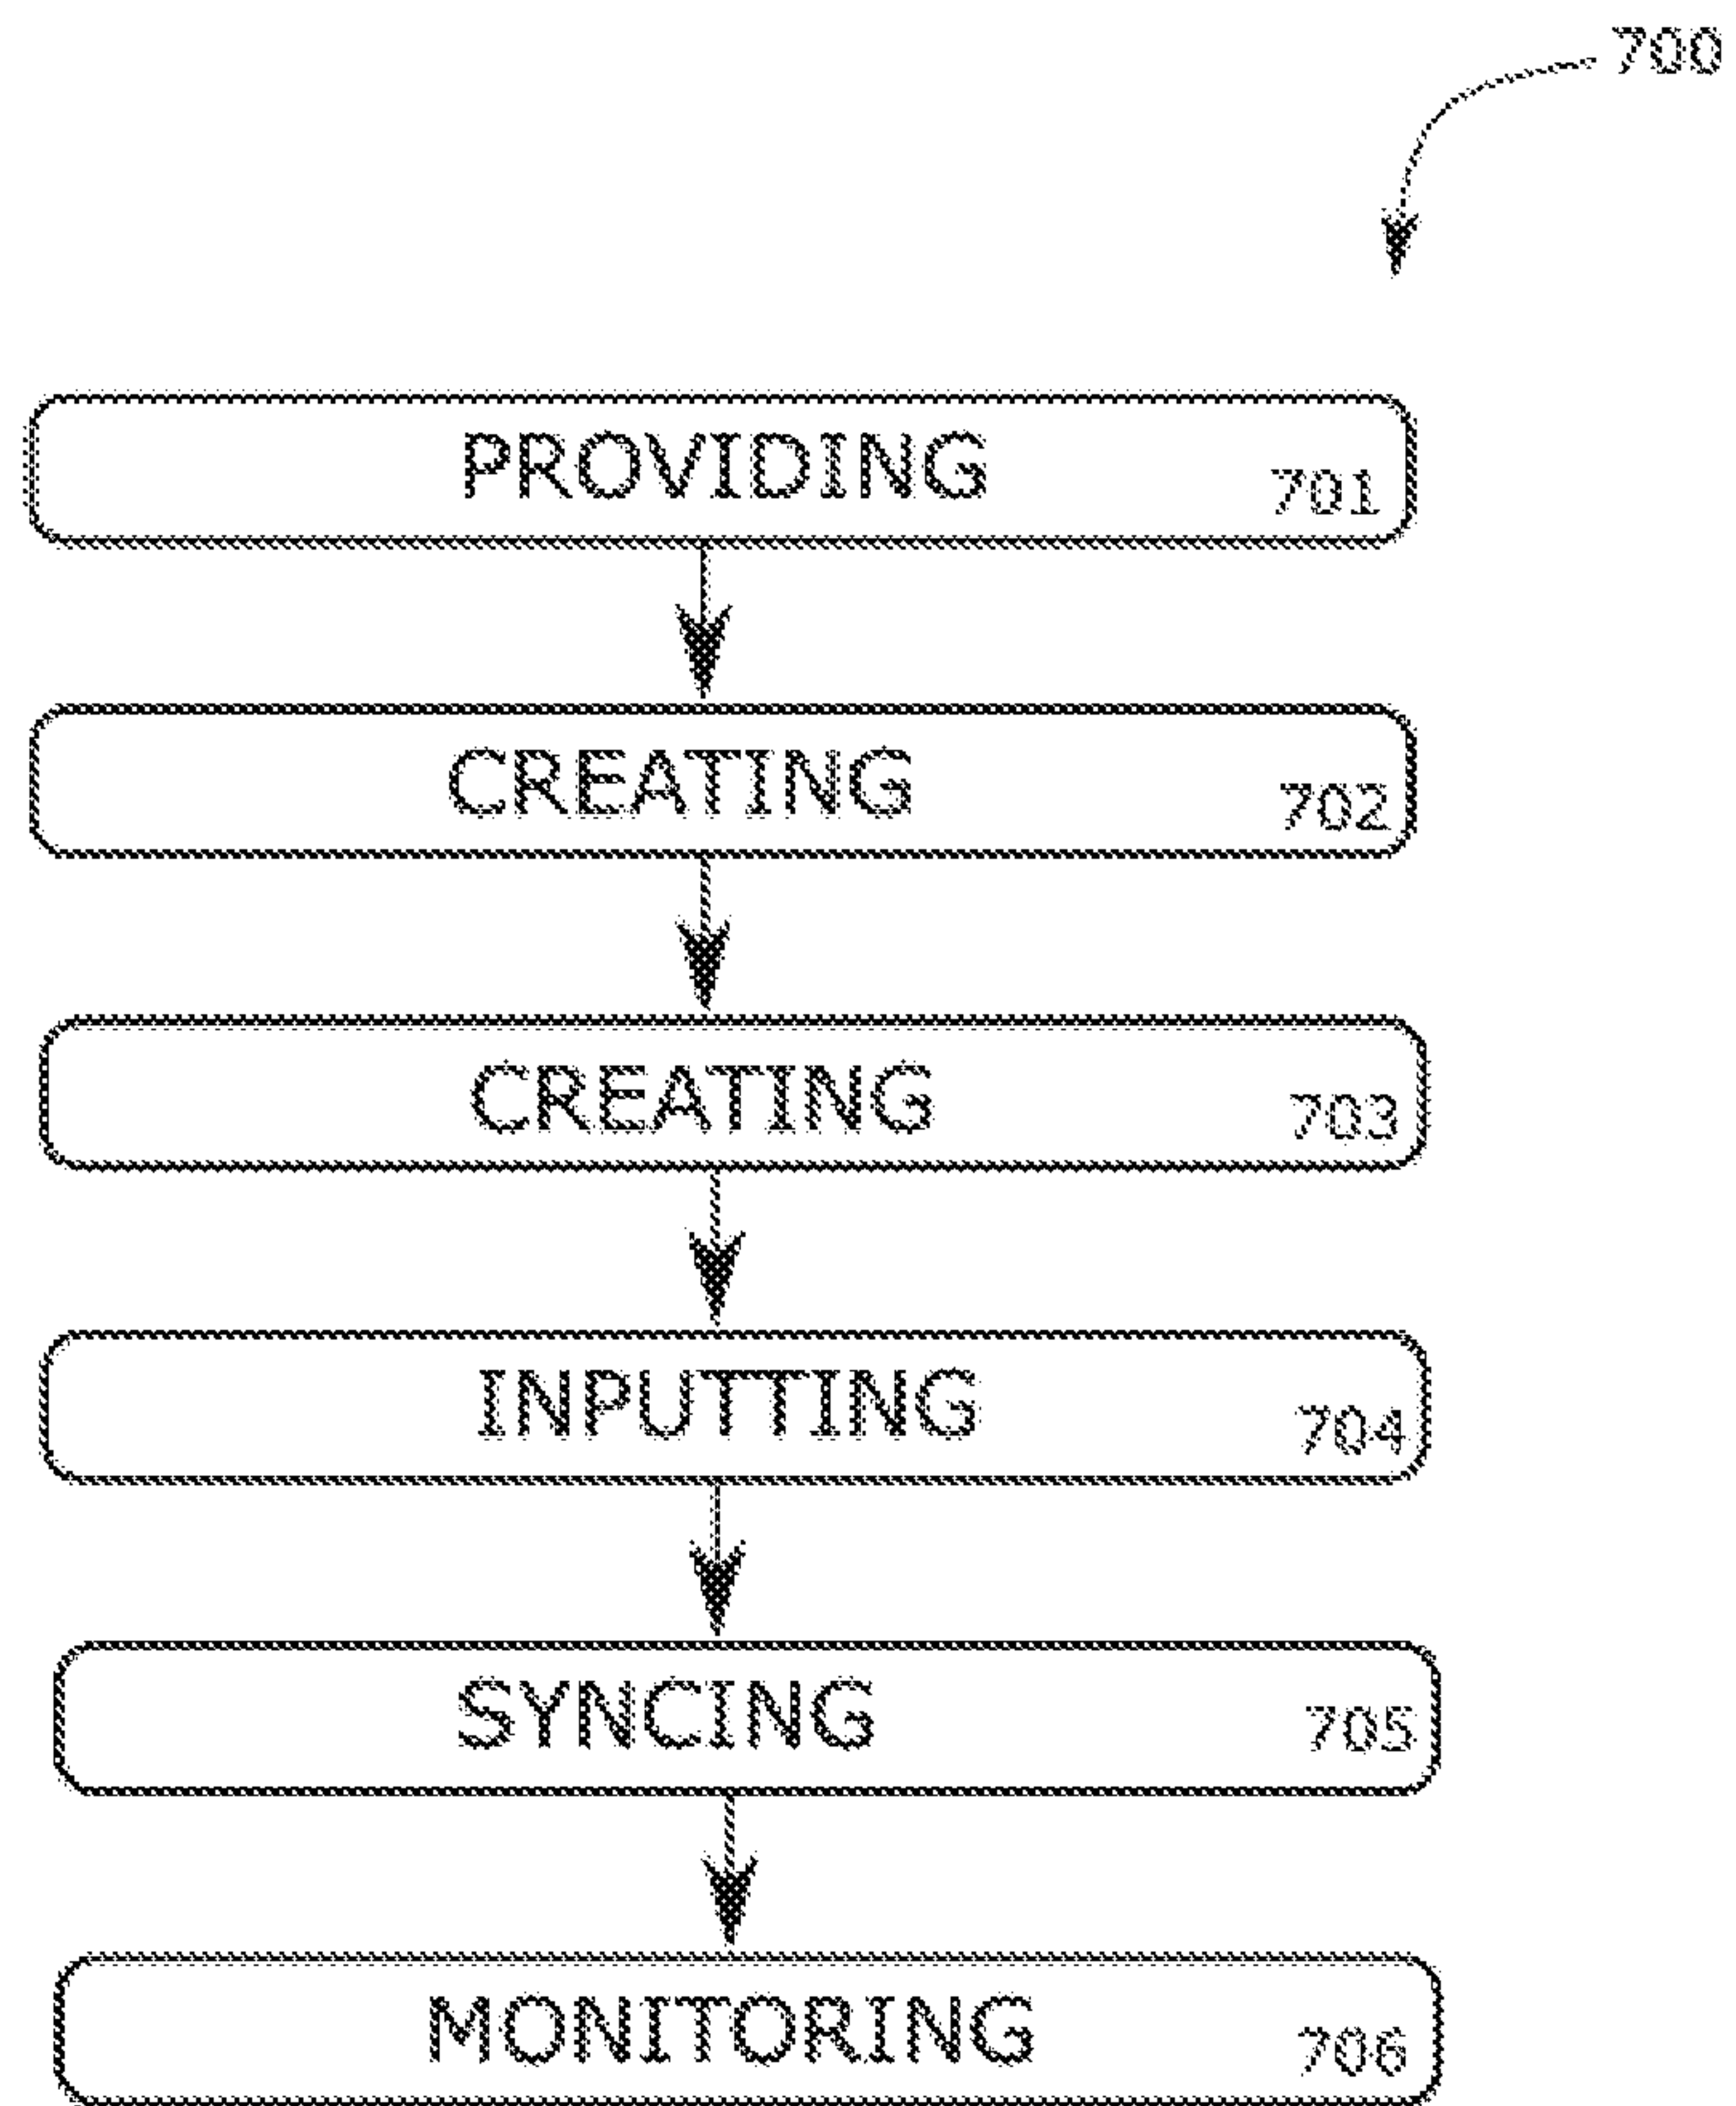 700
PROVIDING 701
CREATING 702
CREATING 703
INPUTTING 704
SYNCING 705
MONITORING 706